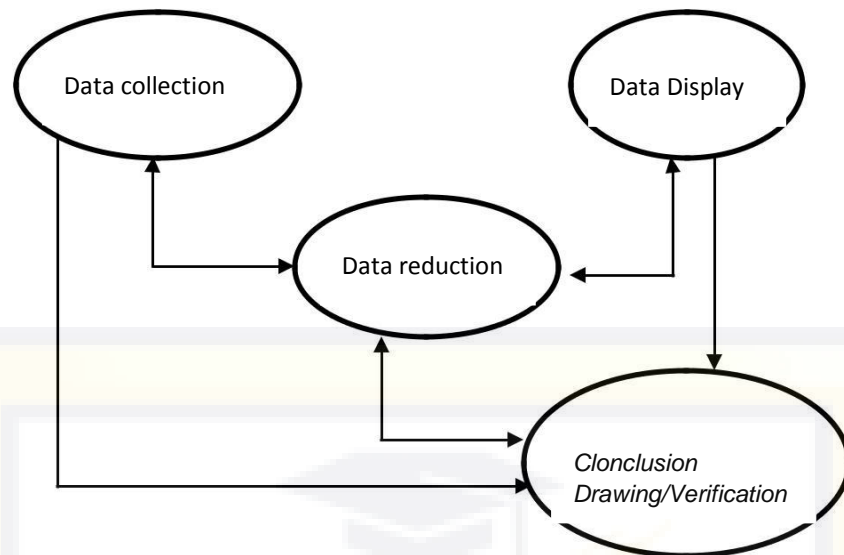 Data collection
Data Display
Data reduction
Clonclusion
Drawing/Verification